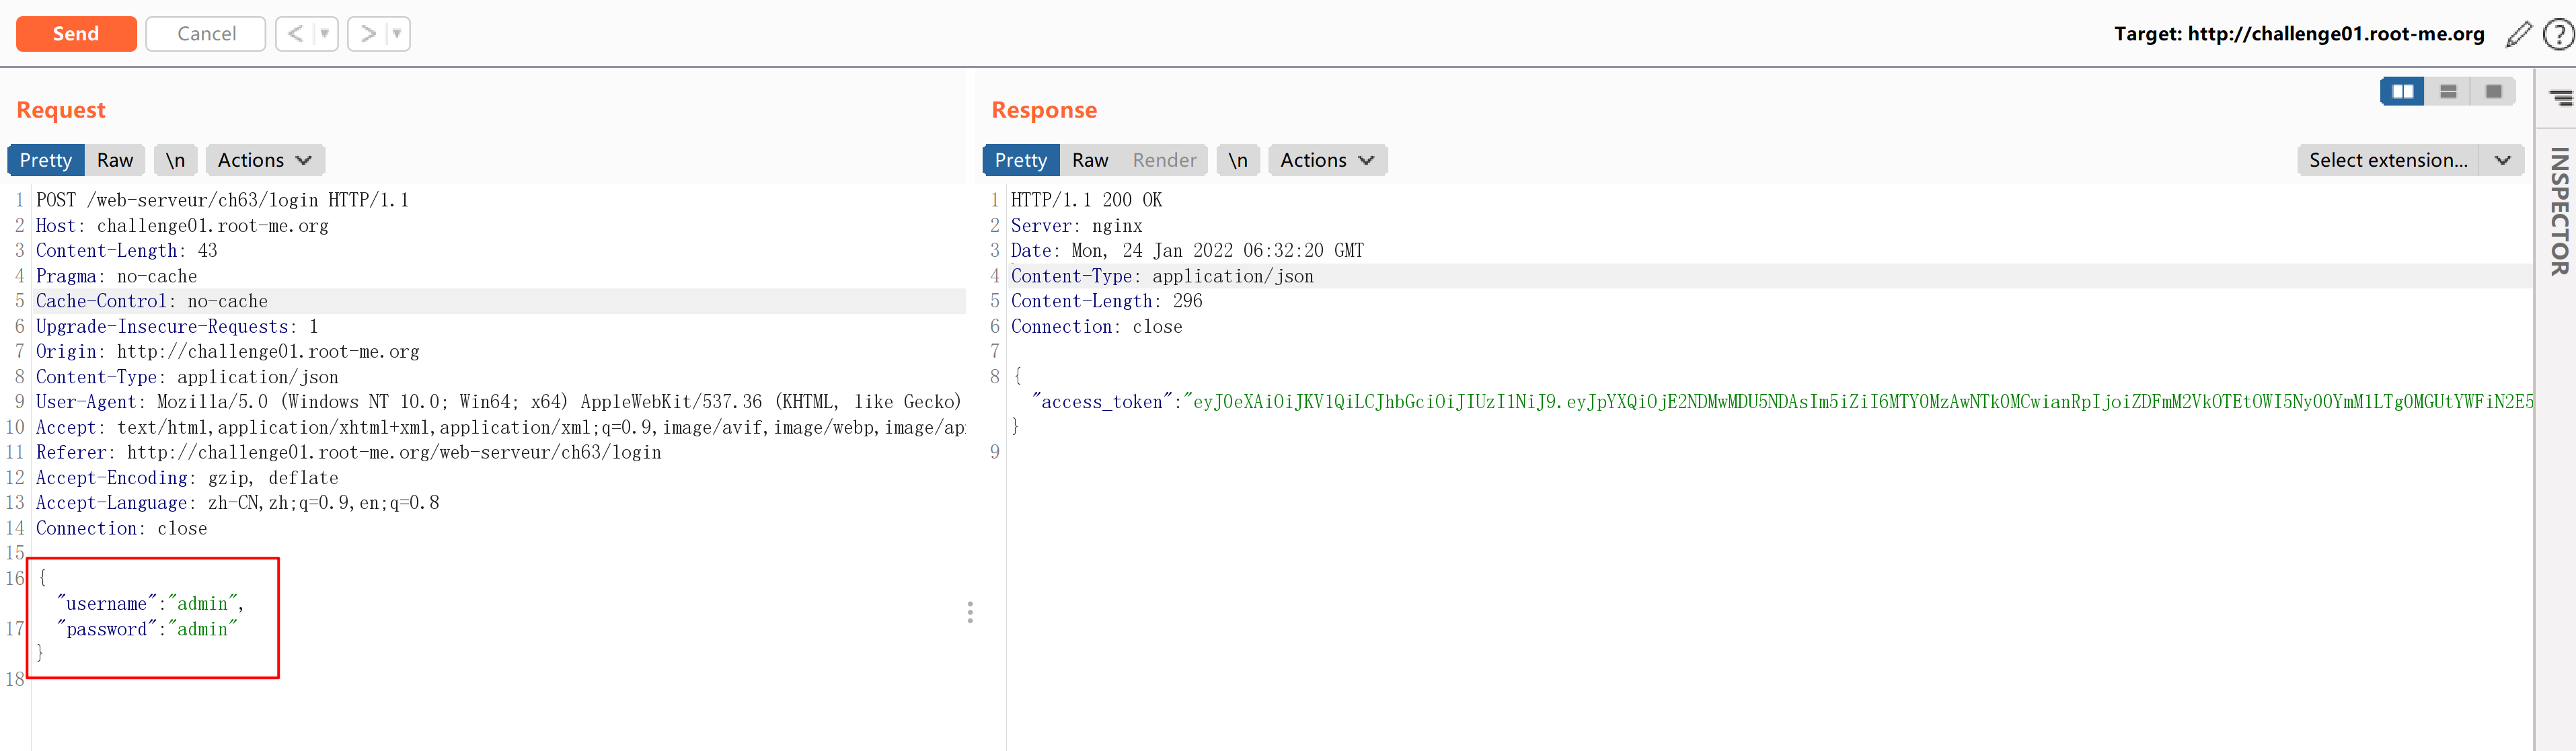 Send Cancel < > Target: http://challenge01.root-me.org ?
Request
Pretty Raw \n Actions
1 POST /web-serveur/ch63/login HTTP/1.1
2 Host: challenge01.root-me.org
3 Content-Length: 43
4 Pragma: no-cache
5 Cache-Control: no-cache
6 Upgrade-Insecure-Requests: 1
7 Origin: http://challenge01.root-me.org
8 Content-Type: application/json
9 User-Agent: Mozilla/5.0 (Windows NT 10.0; Win64; x64) AppleWebKit/537.36 (KHTML, like Gecko)
10 Accept: text/html,application/xhtml+xml,application/xml;q=0.9,image/avif,image/webp,image/ap
11 Referer: http://challenge01.root-me.org/web-serveur/ch63/login
12 Accept-Encoding: gzip, deflate
13 Accept-Language: zh-CN,zh;q=0.9,en;q=0.8
14 Connection: close
15
16 {
"username":"admin",
17 "password":"admin"
}
18
Response
Pretty Raw Render \n Actions Select extension...
1 HTTP/1.1 200 OK
2 Server: nginx
3 Date: Mon, 24 Jan 2022 06:32:20 GMT
4 Content-Type: application/json
5 Content-Length: 296
6 Connection: close
7
8 {
"access_token":"eyJ0eXAiOiJKV1QiLCJhbGciOiJIUzI1NiJ9.eyJpYXQiOjE2NDMwMDU5NDAsIm5iZiI6MTY0MzAwNTk0MCwianRpIjoiZDFmM2VkOTEtOWI5Ny00YmM1LTg0MGUtYWFiN2E5
}
9
INSPECTOR